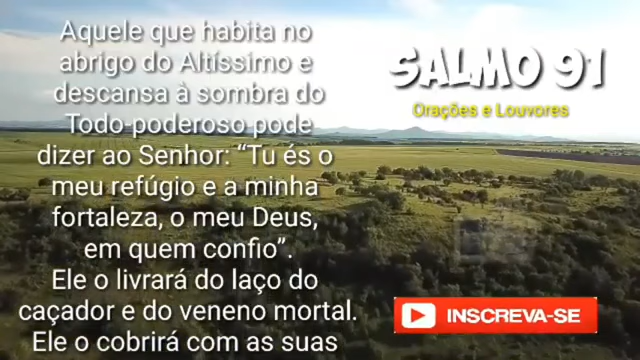 Aquele que habita no
abrigo do Altíssimo e
descansa à sombra do
Todo-poderoso pode
dizer ao Senhor: “Tu és o
meu refúgio e a minha
fortaleza, o meu Deus,
em quem confio”.
Ele o livrará do laço do
caçador e do veneno mortal.
Ele o cobrirá com as suas
SALMO 91
Orações e Louvores
INSCREVA-SE